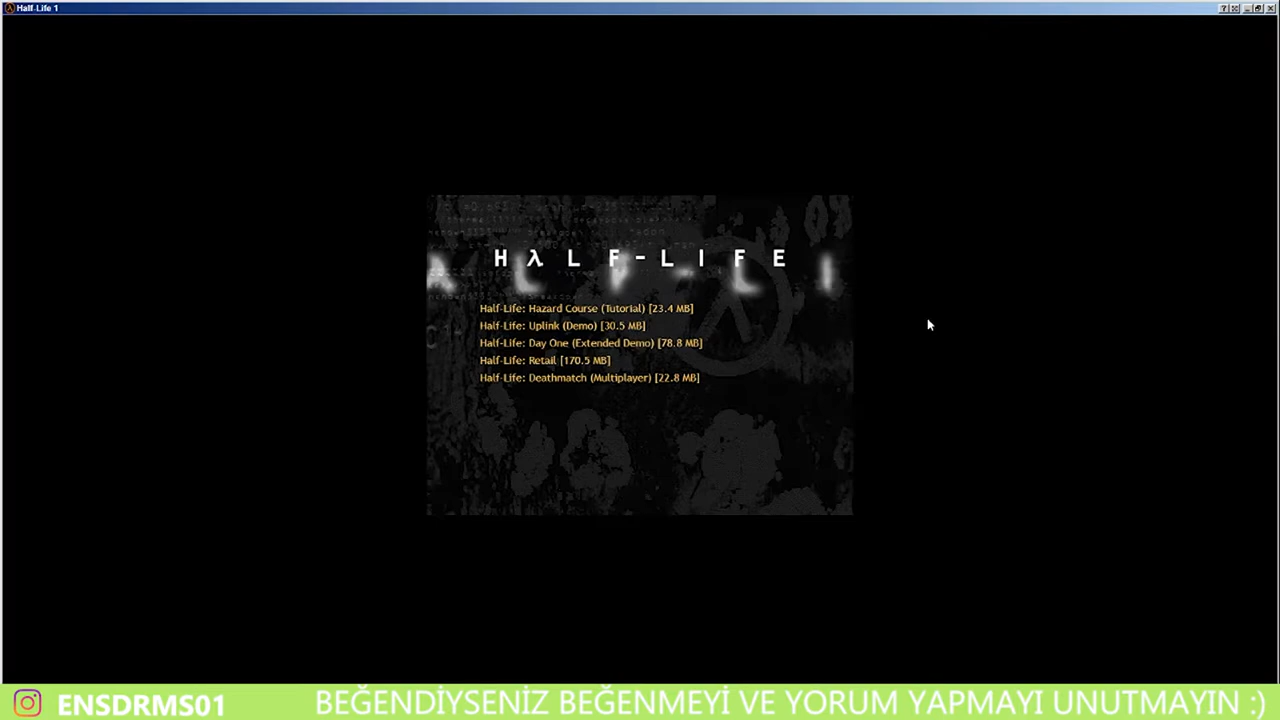 Half-Life 1
HλLF-LIFE
Half-Life: Hazard Course (Tutorial) [23.4 MB]
Half-Life: Uplink (Demo) [30.5 MB]
Half-Life: Day One (Extended Demo) [78.8 MB]
Half-Life: Retail [170.5 MB]
Half-Life: Deathmatch (Multiplayer) [22.8 MB]
ENSDRMS01
BEĞENDİYSENİZ BEĞENMEYİ VE YORUM YAPMAYI UNUTMAYIN :)